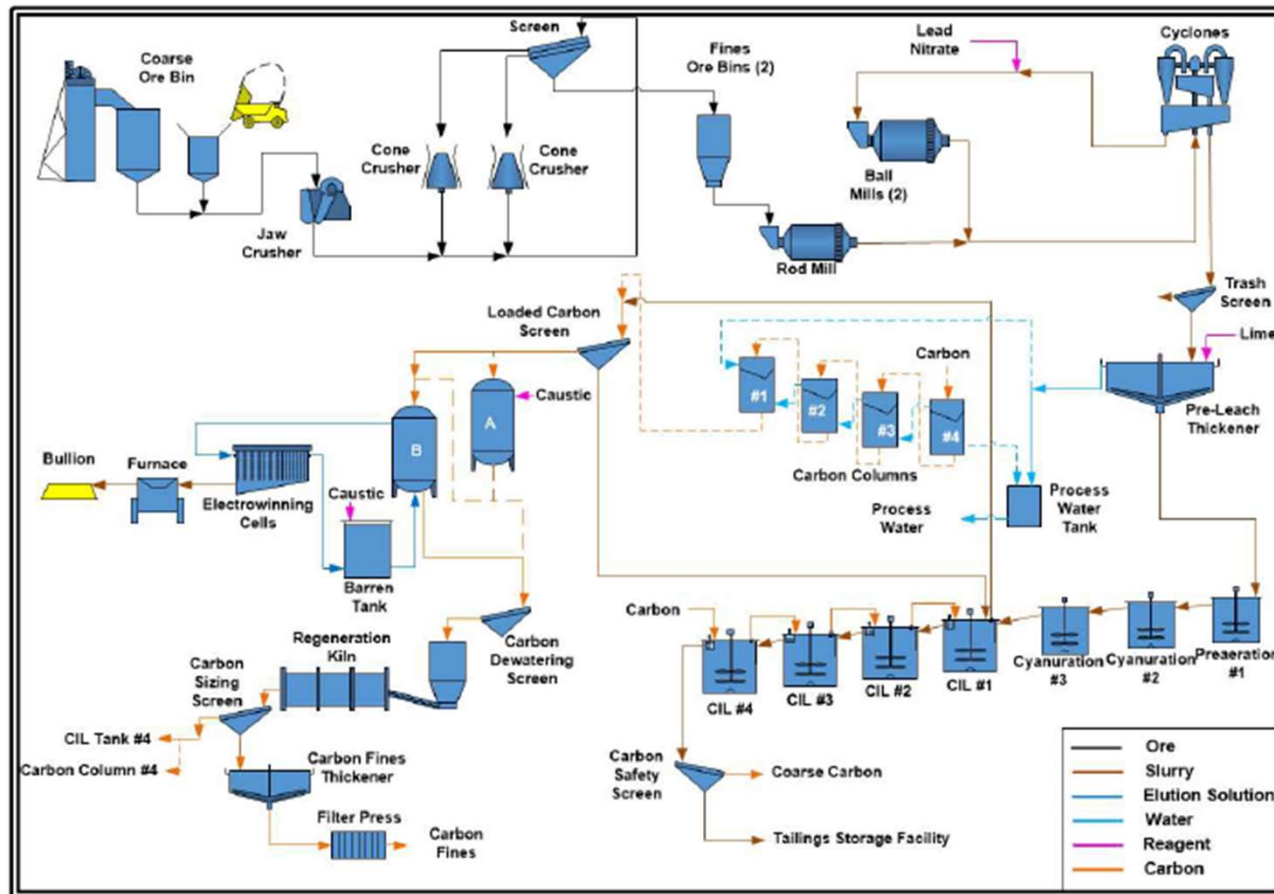 Screen
Coarse
Ore Bin
Fines
Ore Bins (2)
Lead
Nitrate
Cyclones
Cone
Crusher
Cone
Crusher
Ball
Mills (2)
Jaw
Crusher
Rod Mill
Trash
Screen
Loaded Carbon
Screen
Lime
Carbon
#1
#2
#3
#4
A
Caustic
B
Pre-Leach
Thickener
Carbon Columns
Bullion
Furnace
Electrowinning
Cells
Caustic
Process
Water
Process
Water
Tank
Barren
Tank
Carbon
Carbon
Dewatering
Screen
Regeneration
Kiln
Carbon
Sizing
Screen
CIL #4
CIL #3
CIL #2
CIL #1
Cyanuration
#3
Cyanuration
#2
Preaeration
#1
CIL Tank #4
Carbon Column #4
Carbon Fines
Thickener
Carbon
Safety
Screen
Coarse Carbon
Filter Press
Carbon
Fines
Tailings Storage Facility
Ore
Slurry
Elution Solution
Water
Reagent
Carbon